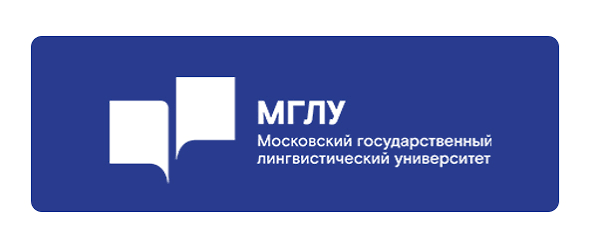 МГЛУ
Московский государственный
лингвистический университет